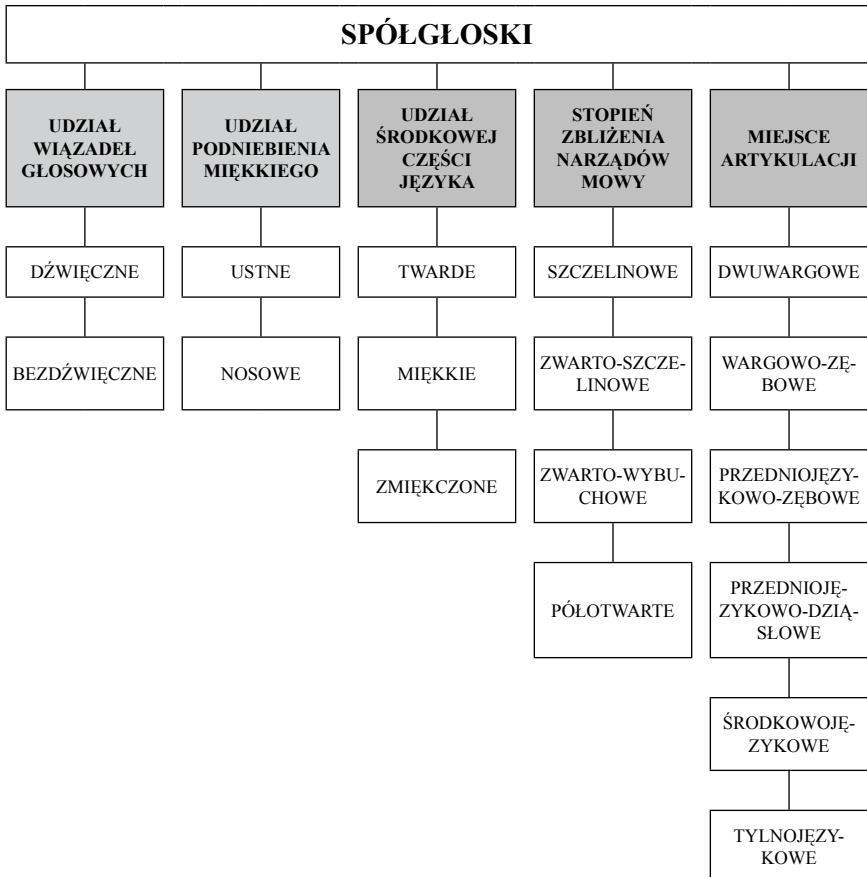 SPÓŁGŁOSKI
UDZIAŁ
WIĄZADEŁ
GŁOSOWYCH
UDZIAŁ
PODNIEBIENIA
MIĘKKIEGO
UDZIAŁ
ŚRODKOWEJ
CZĘŚCI
JĘZYKA
STOPIEŃ
ZBLIŻENIA
NARZĄDÓW
MOWY
MIEJSCE
ARTYKULACJI
DŹWIĘCZNE
USTNE
TWARDE
SZCZELINOWE
DWUWARGOWE
BEZDŹWIĘCZNE
NOSOWE
MIĘKKIE
ZWARTO-SZCZE-
LINOWE
WARGOWO-ZĘ-
BOWE
ZMIĘKCZONE
ZWARTO-WYBU-
CHOWE
PRZEDNIOJĘZY-
KOWO-ZĘBOWE
PÓŁOTWARTE
PRZEDNIOJĘ-
ZYKOWO-DZIĄ-
SŁOWE
ŚRODKOWOJĘ-
ZYKOWE
TYLNOJĘZY-
KOWE